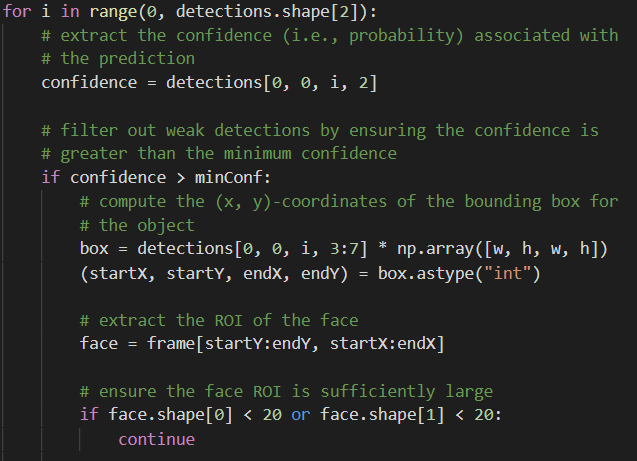 for i in range(0, detections.shape[2]):
# extract the confidence (i.e., probability) associated with
# the prediction
confidence = detections[0, 0, i, 2]
# filter out weak detections by ensuring the confidence is
# greater than the minimum confidence
if confidence > minConf:
# compute the (x, y)-coordinates of the bounding box for
# the object
box = detections[0, 0, i, 3:7] * np.array([w, h, w, h])
(startX, startY, endX, endY) = box.astype("int")
# extract the ROI of the face
face = frame[startY:endY, startX:endX]
# ensure the face ROI is sufficiently large
if face.shape[0] < 20 or face.shape[1] < 20:
continue